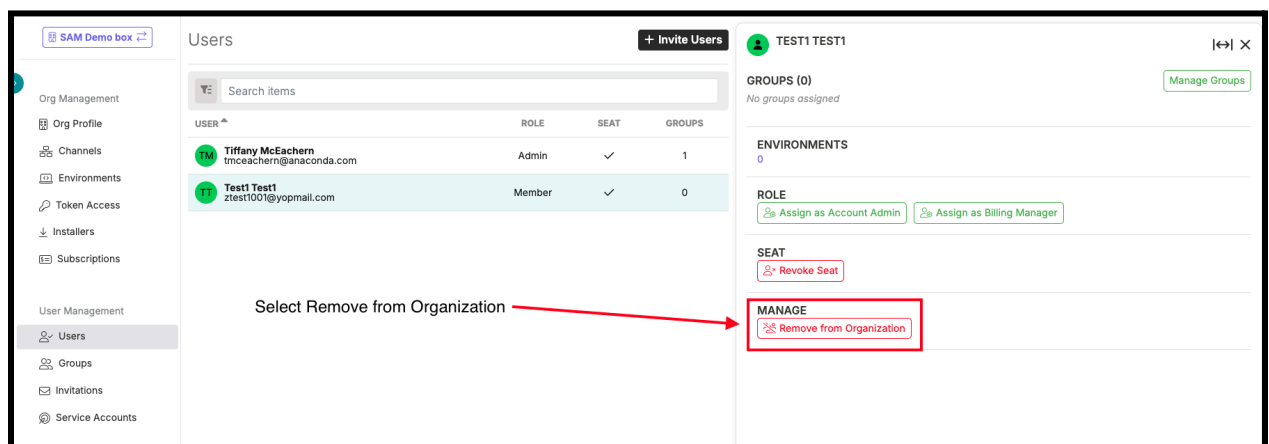 SAM Demo box
Org Management
Org Profile
Channels
Environments
Token Access
Installers
Subscriptions
User Management
Users
Groups
Invitations
Service Accounts
Users
+ Invite Users
Search items
USER ROLE SEAT GROUPS
TM Tiffany McEachern Admin 1
tmceachern@anaconda.com
TT Test1 Test1 Member 0
ztest1001@yopmail.com
Select Remove from Organization
TEST1 TEST1
GROUPS (0) Manage Groups
No groups assigned
ENVIRONMENTS
0
ROLE
Assign as Account Admin Assign as Billing Manager
SEAT
Revoke Seat
MANAGE
Remove from Organization